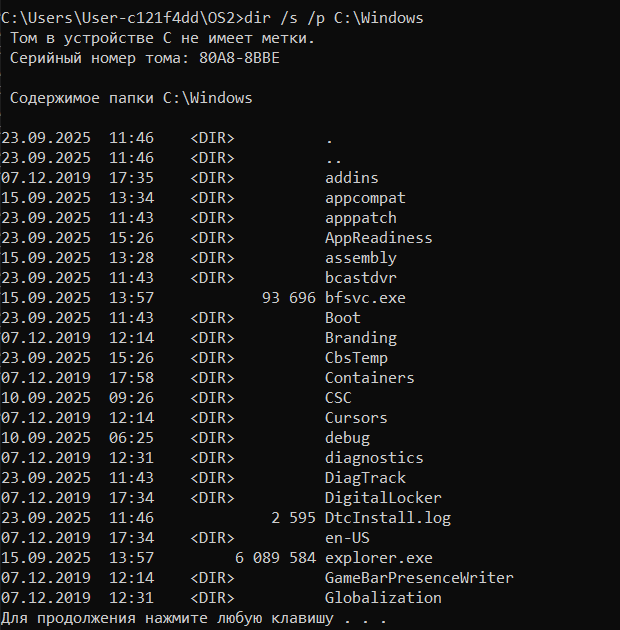 C:\Users\User-c121f4dd\OS2>dir /s /p C:\Windows
Том в устройстве C не имеет метки.
Серийный номер тома: 80A8-8BBE
Содержимое папки C:\Windows
23.09.2025  11:46    <DIR>          .
23.09.2025  11:46    <DIR>          ..
07.12.2019  17:35    <DIR>          addins
15.09.2025  13:34    <DIR>          appcompat
23.09.2025  11:43    <DIR>          apppatch
23.09.2025  15:26    <DIR>          AppReadiness
15.09.2025  13:28    <DIR>          assembly
23.09.2025  11:43    <DIR>          bcastdvr
15.09.2025  13:57            93 696 bfsvc.exe
23.09.2025  11:43    <DIR>          Boot
07.12.2019  12:14    <DIR>          Branding
23.09.2025  15:26    <DIR>          CbsTemp
07.12.2019  17:58    <DIR>          Containers
10.09.2025  09:26    <DIR>          CSC
07.12.2019  12:14    <DIR>          Cursors
10.09.2025  06:25    <DIR>          debug
07.12.2019  12:31    <DIR>          diagnostics
23.09.2025  11:43    <DIR>          DiagTrack
07.12.2019  17:34    <DIR>          DigitalLocker
23.09.2025  11:46             2 595 DtcInstall.log
07.12.2019  17:34    <DIR>          en-US
15.09.2025  13:57         6 089 584 explorer.exe
07.12.2019  12:14    <DIR>          GameBarPresenceWriter
07.12.2019  12:31    <DIR>          Globalization
Для продолжения нажмите любую клавишу . . .